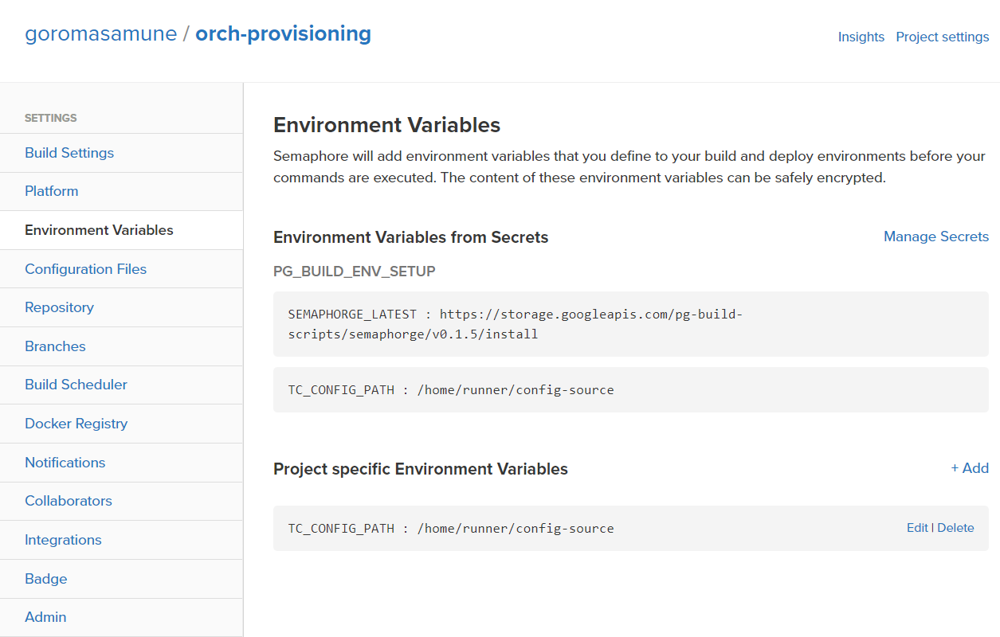 goromasamune / orch-provisioning
Insights Project settings
SETTINGS
Build Settings
Platform
Environment Variables
Configuration Files
Repository
Branches
Build Scheduler
Docker Registry
Notifications
Collaborators
Integrations
Badge
Admin
Environment Variables
Semaphore will add environment variables that you define to your build and deploy environments before your
commands are executed. The content of these environment variables can be safely encrypted.
Environment Variables from Secrets
Manage Secrets
PG_BUILD_ENV_SETUP
SEMAPHORGE_LATEST : https://storage.googleapis.com/pg-build-
scripts/semaphorge/v0.1.5/install
TC_CONFIG_PATH : /home/runner/config-source
Project specific Environment Variables
+ Add
TC_CONFIG_PATH : /home/runner/config-source
Edit | Delete